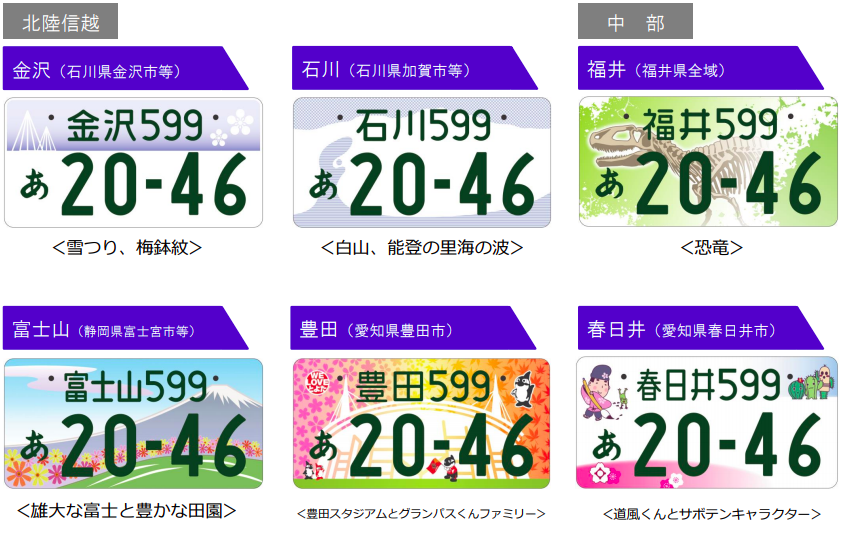 北陸信越
中 部
金沢（石川県金沢市等）
石川（石川県加賀市等）
福井（福井県全域）
金沢599
あ 20-46
石川599
あ 20-46
福井599
あ 20-46
＜雪つり、梅鉢紋＞
＜白山、能登の里海の波＞
＜恐竜＞
富士山（静岡県富士宮市等）
豊田（愛知県豊田市）
春日井（愛知県春日井市）
富士山599
あ 20-46
WE
LOVE
とよた
豊田599
あ 20-46
春日井599
あ 20-46
＜雄大な富士と豊かな田園＞
＜豊田スタジアムとグランパスくんファミリー＞
＜道風くんとサボテンキャラクター＞